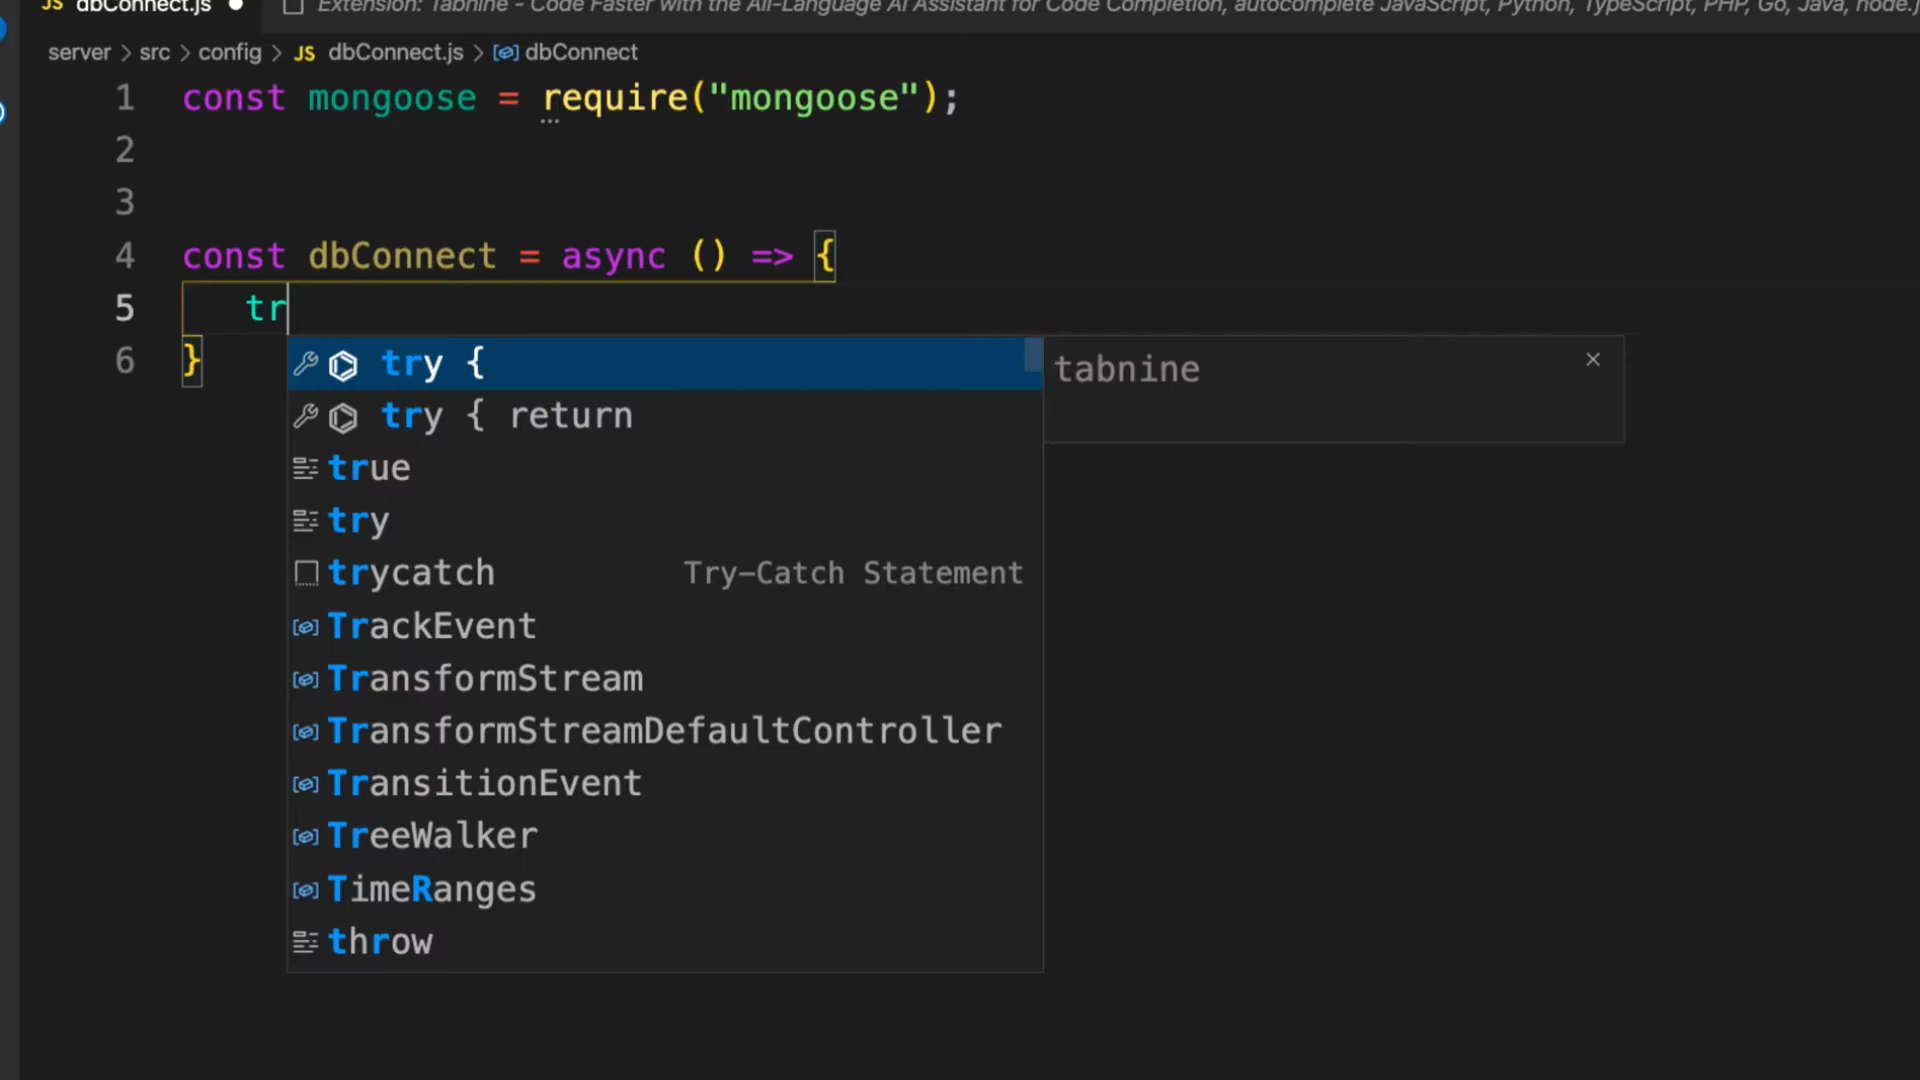 JS dbConnect.js ● Extension: Tabnine - Code Faster with the All-Language AI Assistant for Code Completion, autocomplete JavaScript, Python, TypeScript, PHP, Go, Java, node.j
server > src > config > JS dbConnect.js > dbConnect
1 const mongoose = require("mongoose");
2
3
4 const dbConnect = async () => {
5 tr
6 }
try {
tabnine ×
try { return
true
try
trycatch Try-Catch Statement
TrackEvent
TransformStream
TransformStreamDefaultController
TransitionEvent
TreeWalker
TimeRanges
throw